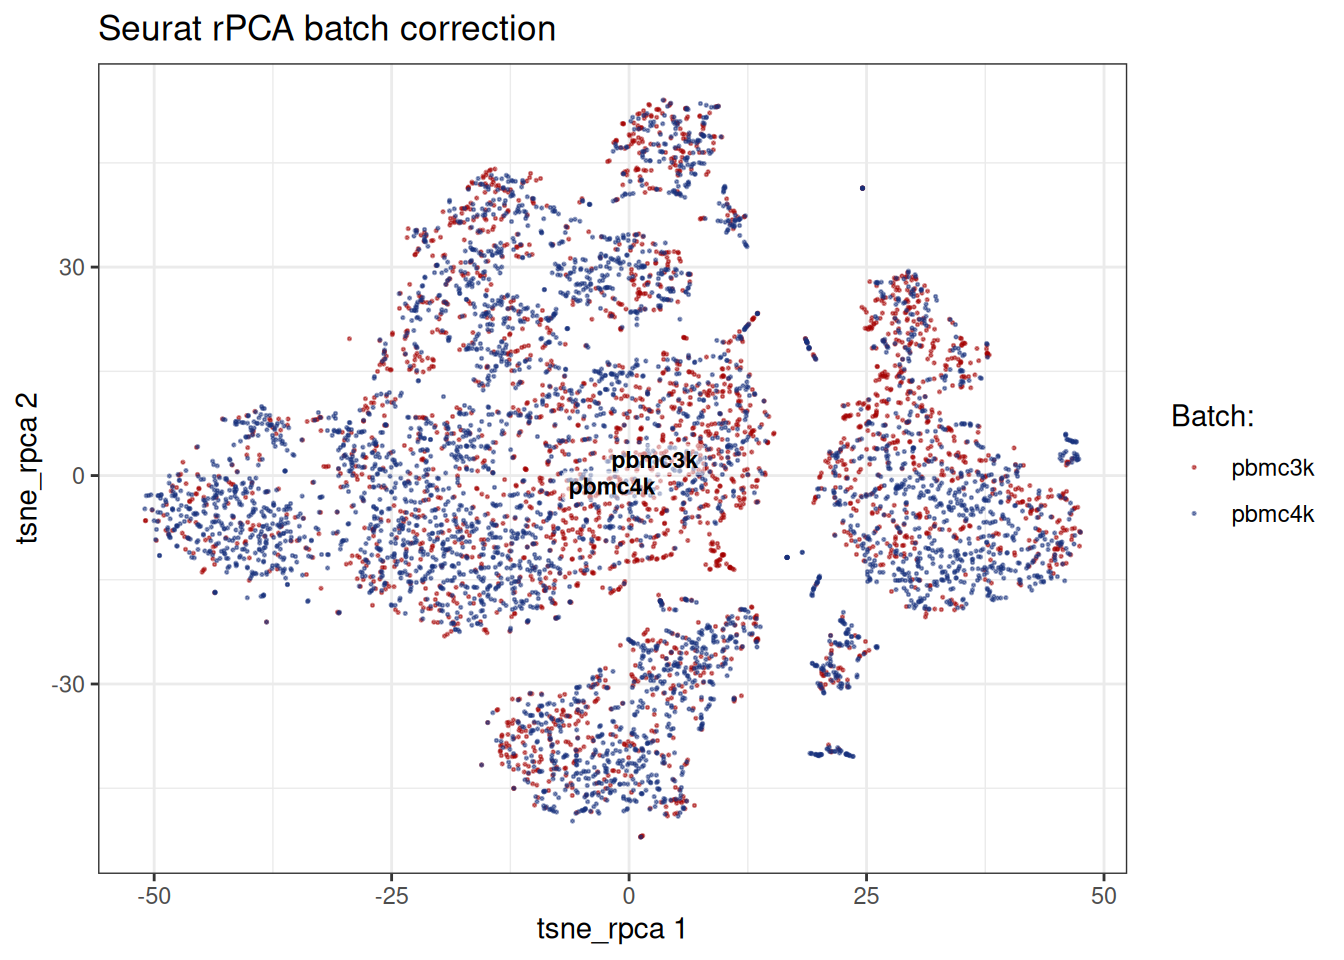 Seurat rPCA batch correction
tsne_rpca 2
30
0
-30
pbmc3k
pbmc4k
-50
-25
0
25
50
tsne_rpca 1
Batch:
pbmc3k
pbmc4k